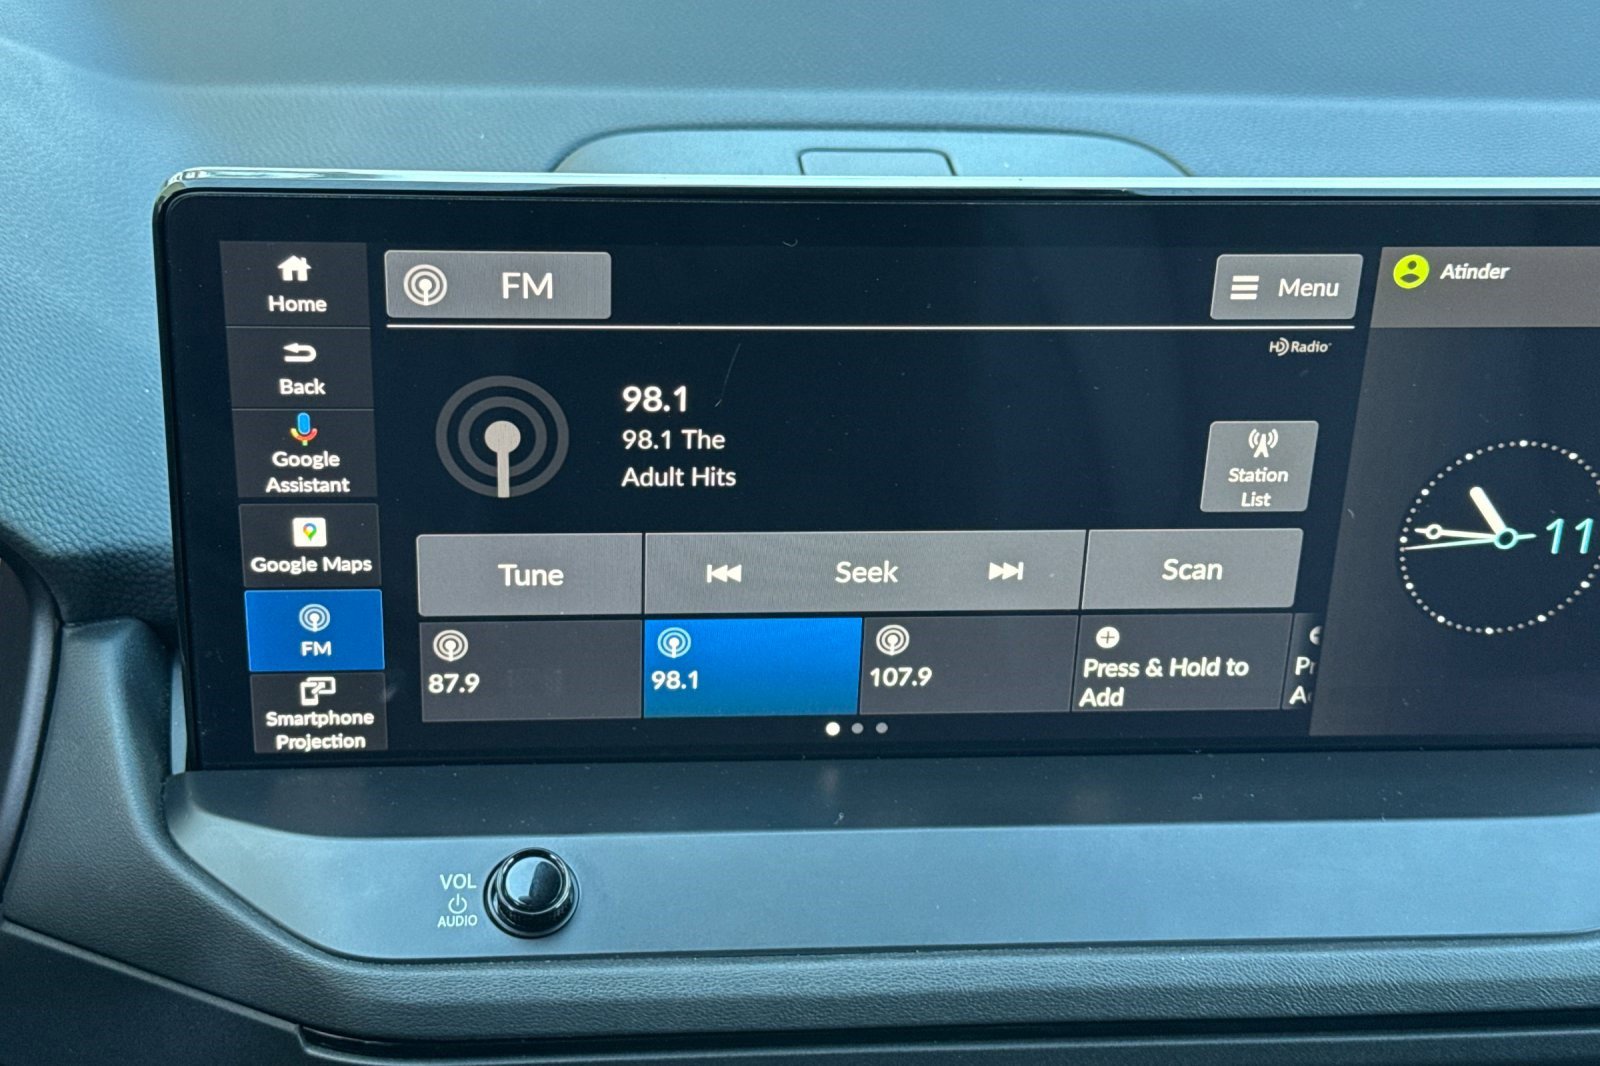 Home
Back
Google
Assistant
Google Maps
FM
Smartphone
Projection
FM
Menu
HD Radio
98.1
98.1 The
Adult Hits
Station
List
Tune
Seek
Scan
87.9
98.1
107.9
Press & Hold to
Add
Atinder
11
VOL
AUDIO